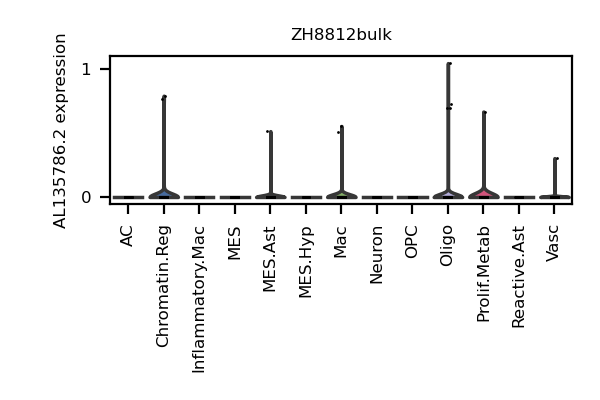 ZH8812bulk
AL135786.2 expression
1
0
AC
Chromatin.Reg
Inflammatory.Mac
MES
MES.Ast
MES.Hyp
Mac
Neuron
OPC
Oligo
Prolif.Metab
Reactive.Ast
Vasc